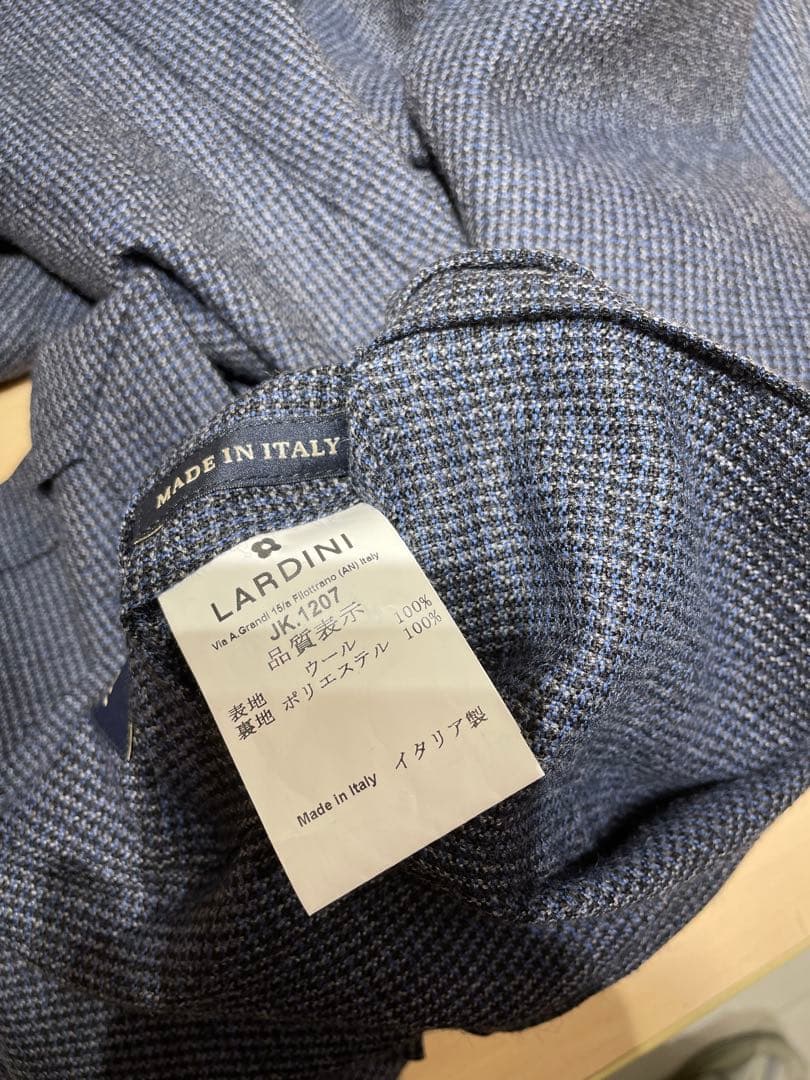 MADE IN ITALY
LARDINI
Via A.Grandi 15/a Filottrano (AN) Italy
JK.1207
品質表示
表地 ウール 100%
裏地 ポリエステル 100%
Made in Italy イタリア製